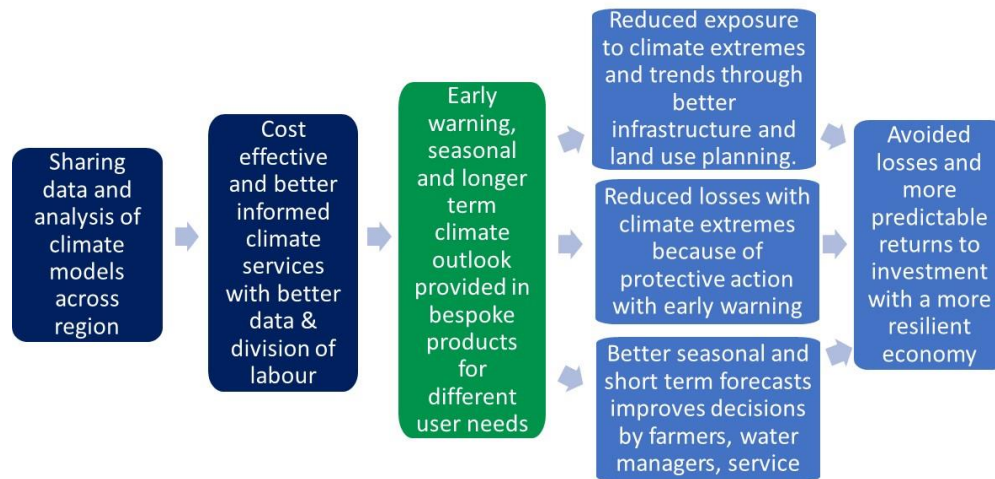 Sharing
data and
analysis of
climate
models
across
region
Cost
effective
and better
informed
climate
services
with better
data &
division of
labour
Early
warning,
seasonal
and longer
term
climate
outlook
provided in
bespoke
products
for
different
user needs
Reduced exposure
to climate extremes
and trends through
better
infrastructure and
land use planning.
Reduced losses with
climate extremes
because of
protective action
with early warning
Better seasonal and
short term forecasts
improves decisions
by farmers, water
managers, service
Avoided
losses and
more
predictable
returns to
investment
with a more
resilient
economy